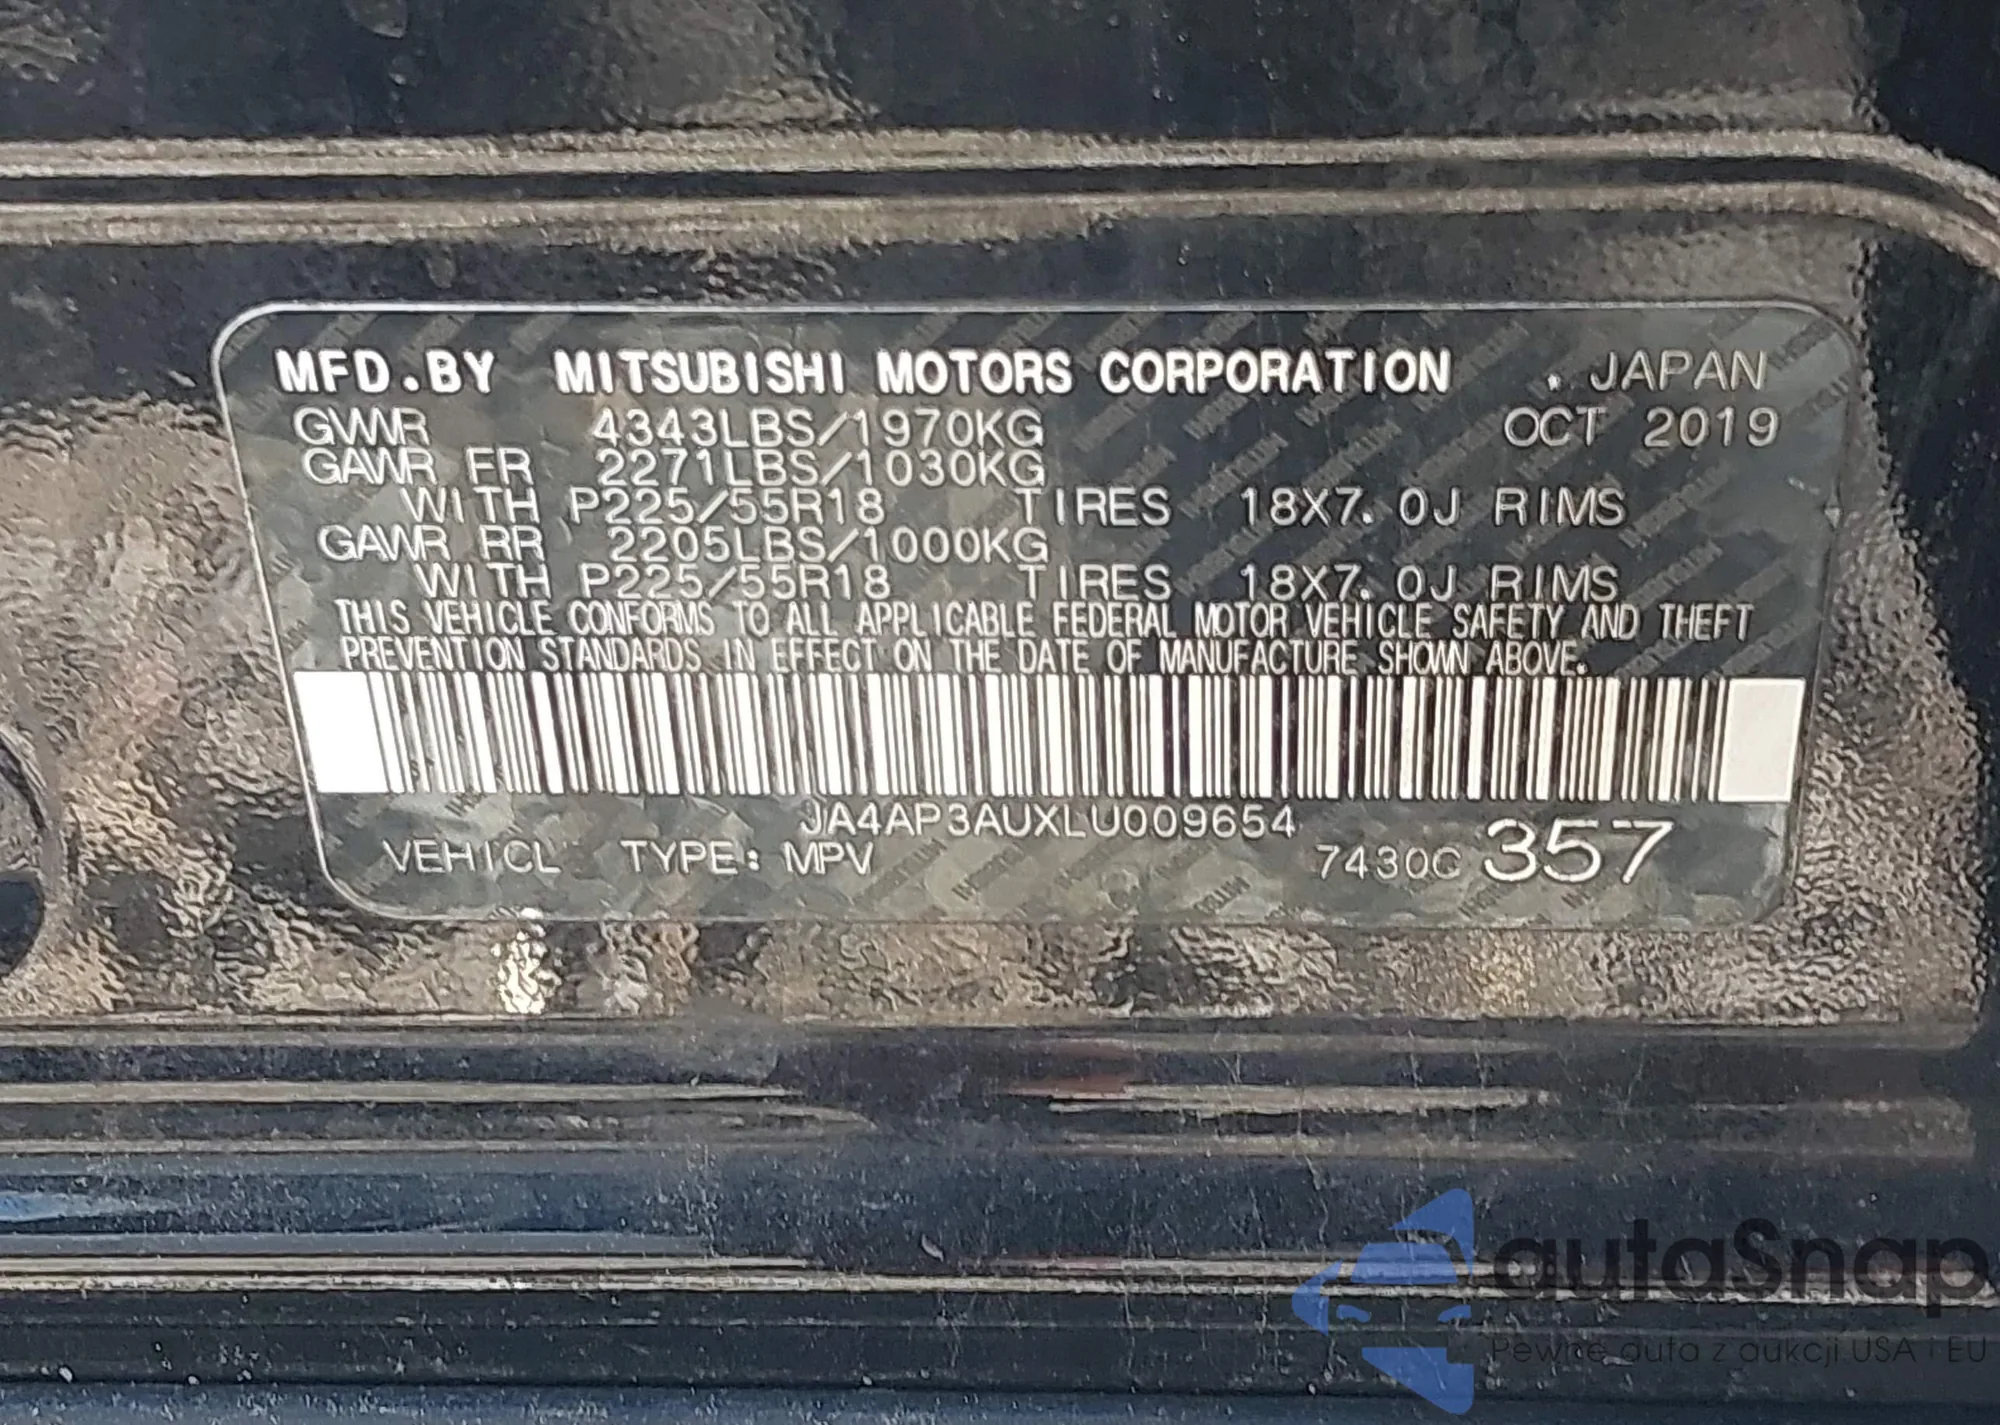 MFD.BY MITSUBISHI MOTORS CORPORATION . JAPAN
GVWR 4343LBS/1970KG OCT 2019
GAWR FR 2271LBS/1030KG
WITH P225/55R18 TIRES 18X7.0J RIMS
GAWR RR 2205LBS/1000KG
WITH P225/55R18 TIRES 18X7.0J RIMS
THIS VEHICLE CONFORMS TO ALL APPLICABLE FEDERAL MOTOR VEHICLE SAFETY AND THEFT
PREVENTION STANDARDS IN EFFECT ON THE DATE OF MANUFACTURE SHOWN ABOVE.
JA4AP3AUXLU009654
VEHICL TYPE: MPV 7430C 357
autaSnap
Pewne auta z aukcji USA i EU